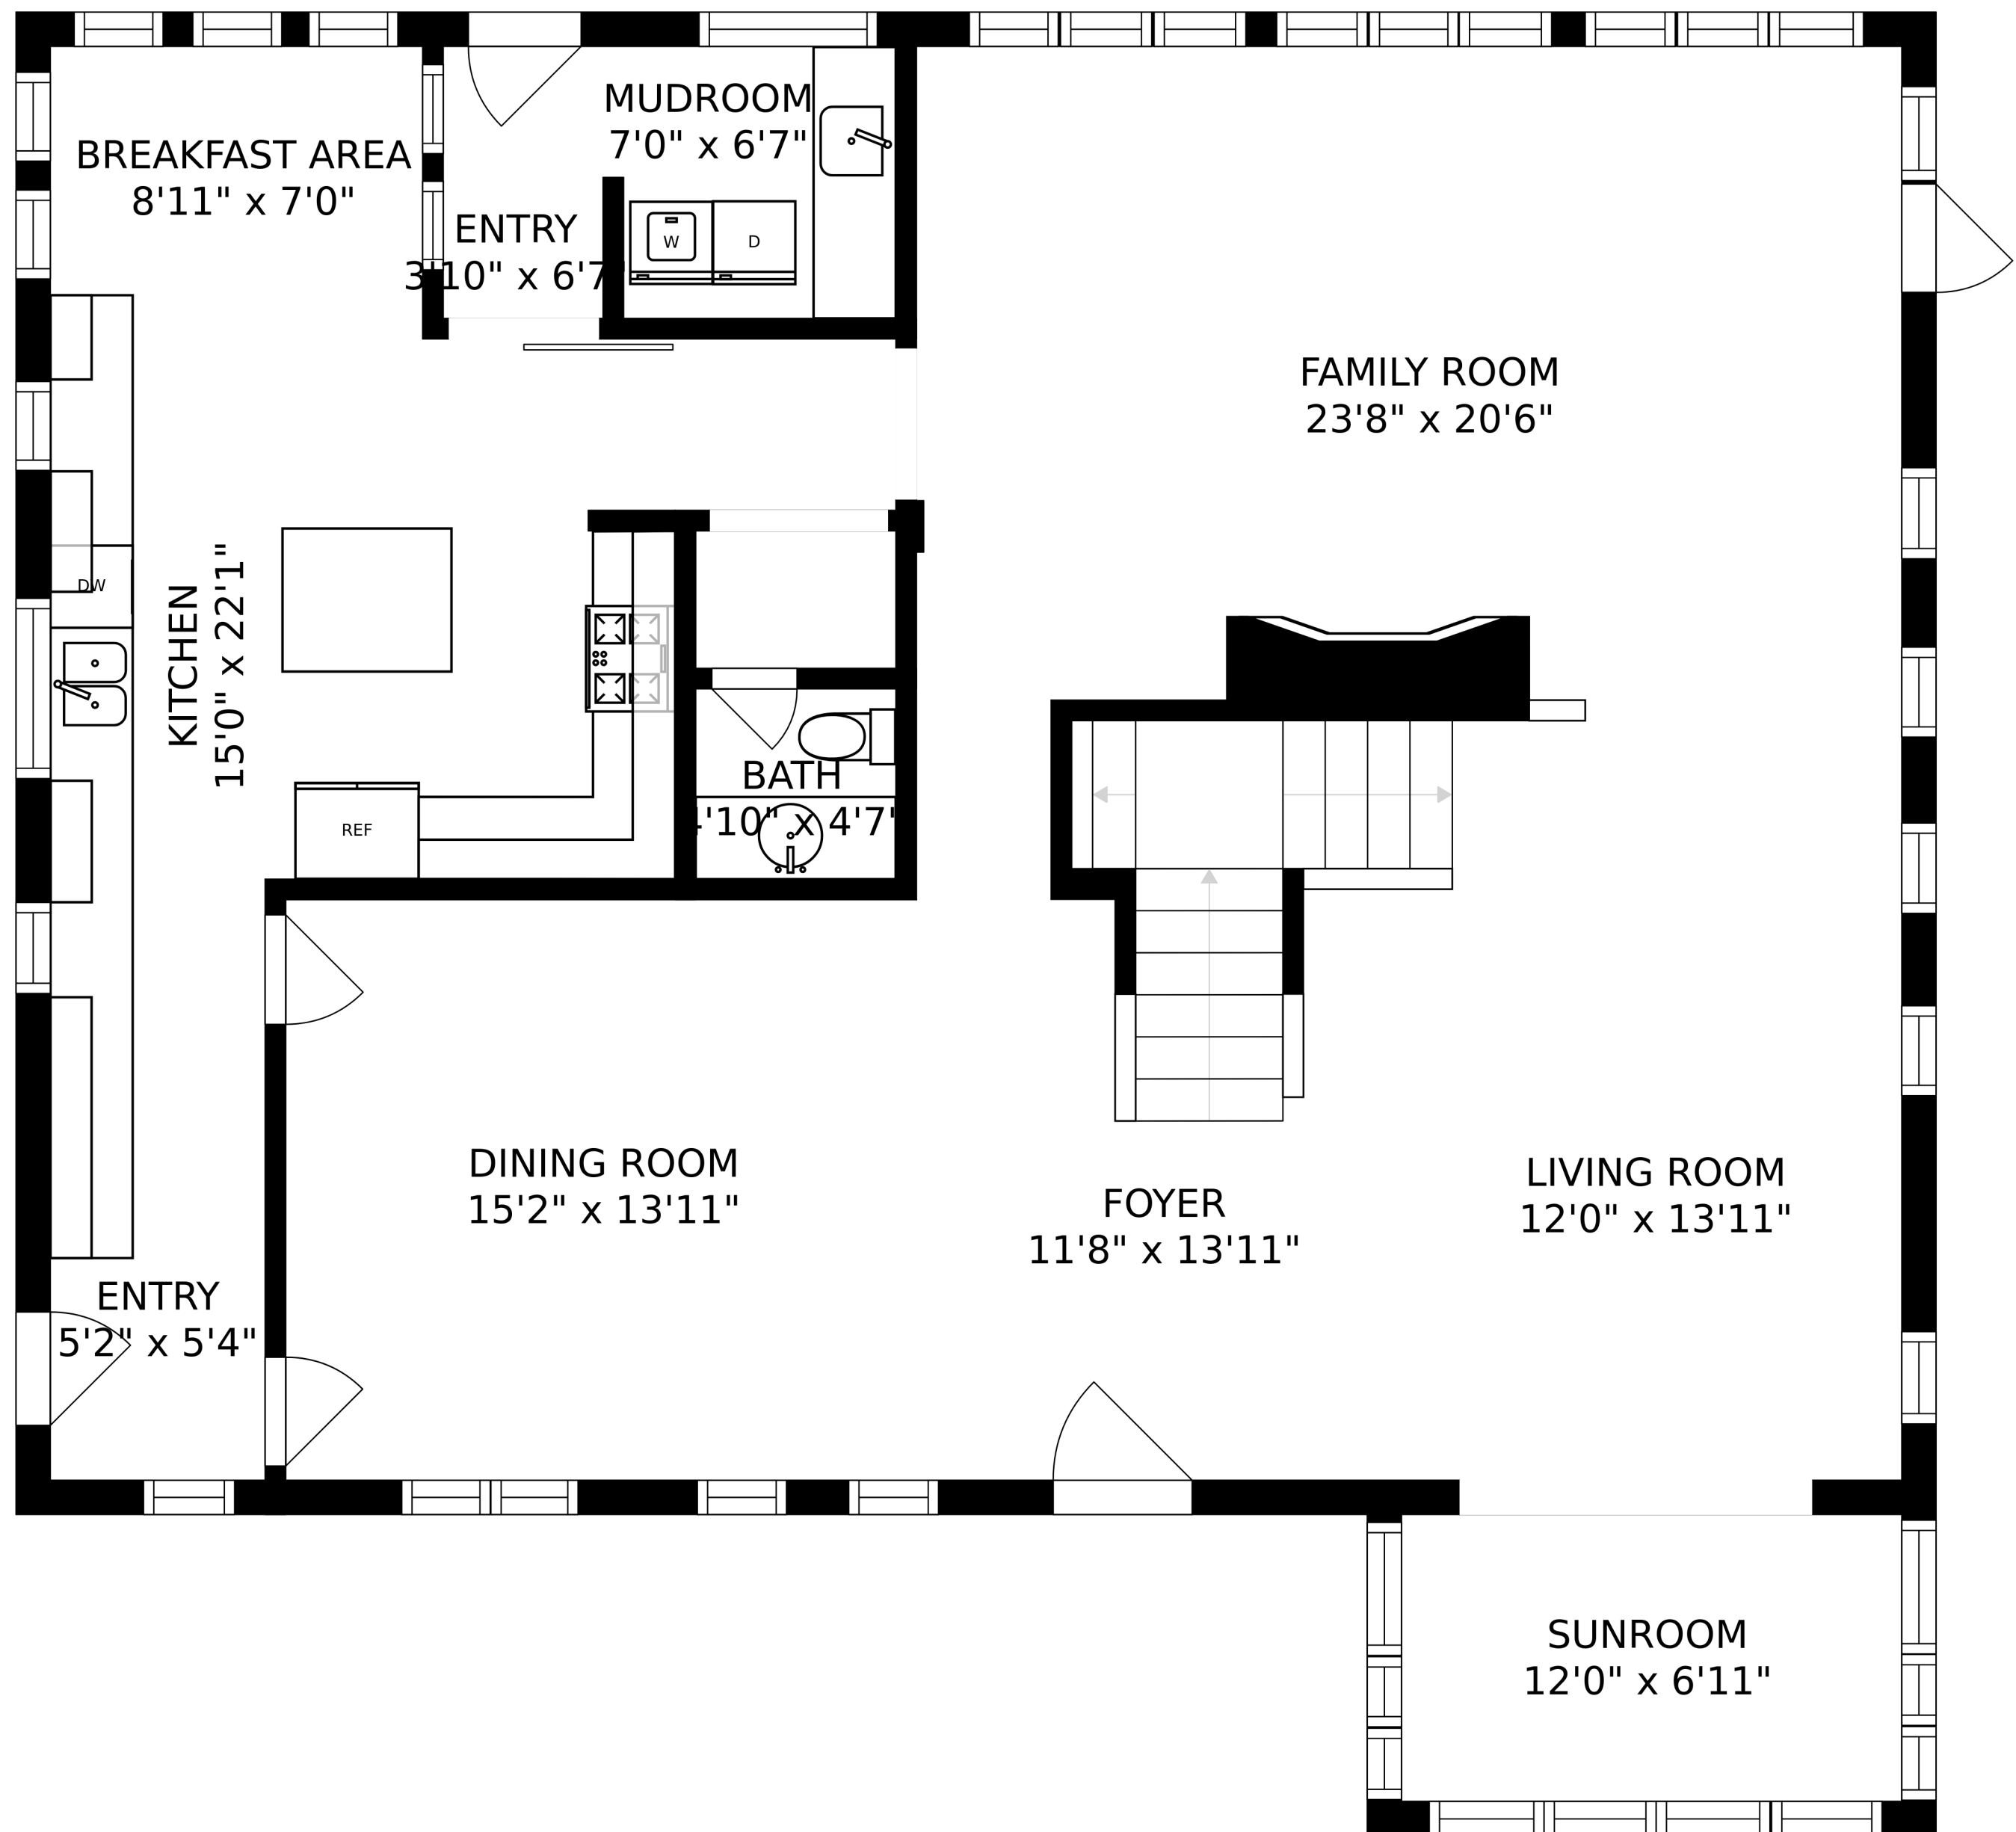 MUDROOM
7'0" x 6'7"
BREAKFAST AREA
8'11" x 7'0"
ENTRY
3'10" x 6'7"
W
D
FAMILY ROOM
23'8" x 20'6"
DW
KITCHEN
15'0" x 22'1"
REF
BATH
4'10" x 4'7"
DINING ROOM
15'2" x 13'11"
FOYER
11'8" x 13'11"
LIVING ROOM
12'0" x 13'11"
ENTRY
5'2" x 5'4"
SUNROOM
12'0" x 6'11"